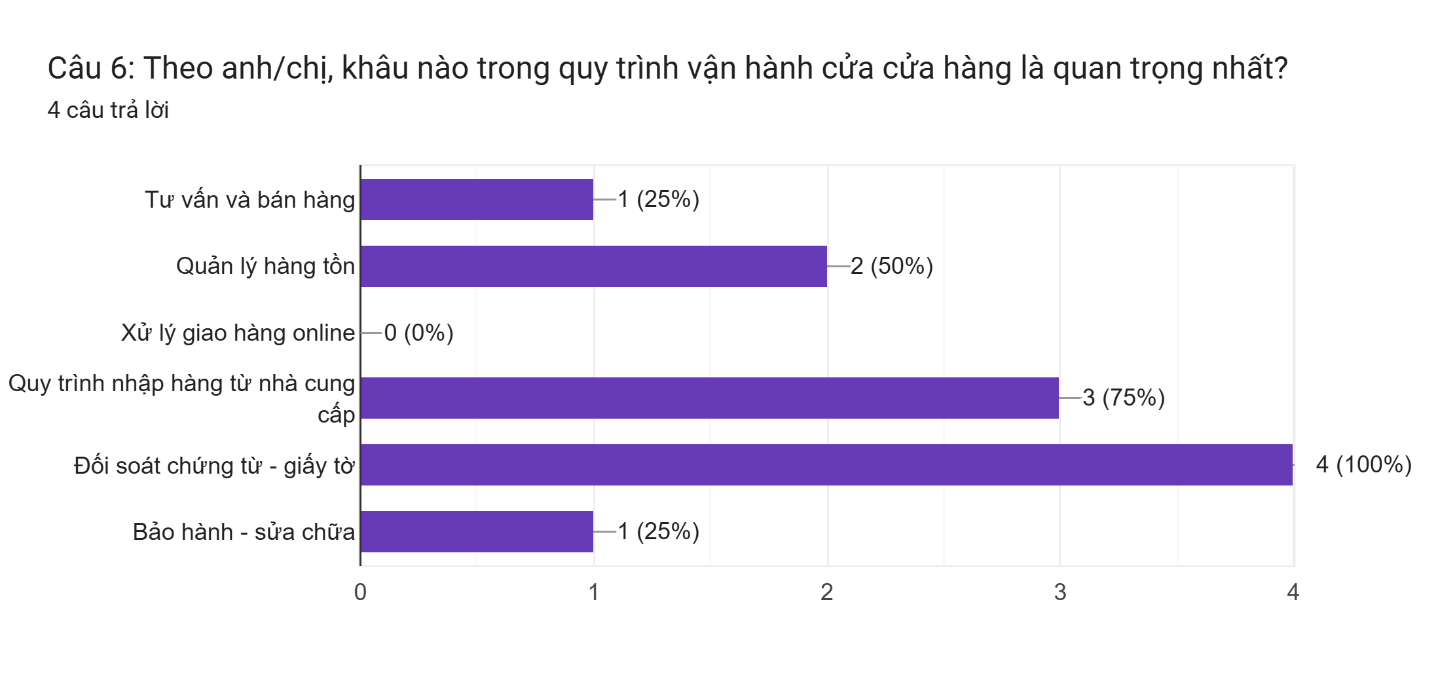 Câu 6: Theo anh/chị, khâu nào trong quy trình vận hành cửa cửa hàng là quan trọng nhất?
4 câu trả lời
Tư vấn và bán hàng
1 (25%)
Quản lý hàng tồn
2 (50%)
Xử lý giao hàng online
0 (0%)
Quy trình nhập hàng từ nhà cung
cấp
3 (75%)
Đối soát chứng từ - giấy tờ
4 (100%)
Bảo hành - sửa chữa
1 (25%)
0 1 2 3 4